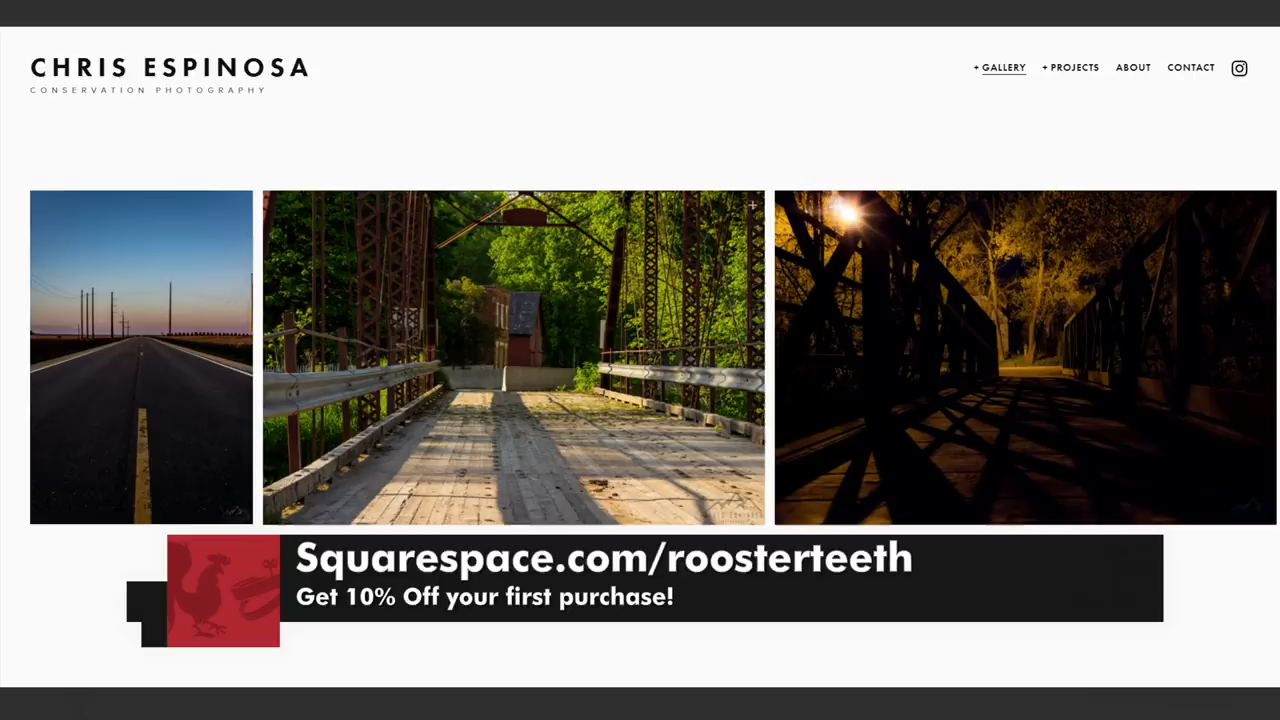 CHRIS ESPINOSA
CONSERVATION PHOTOGRAPHY
+ GALLERY + PROJECTS ABOUT CONTACT
Squarespace.com/roosterteeth
Get 10% Off your first purchase!